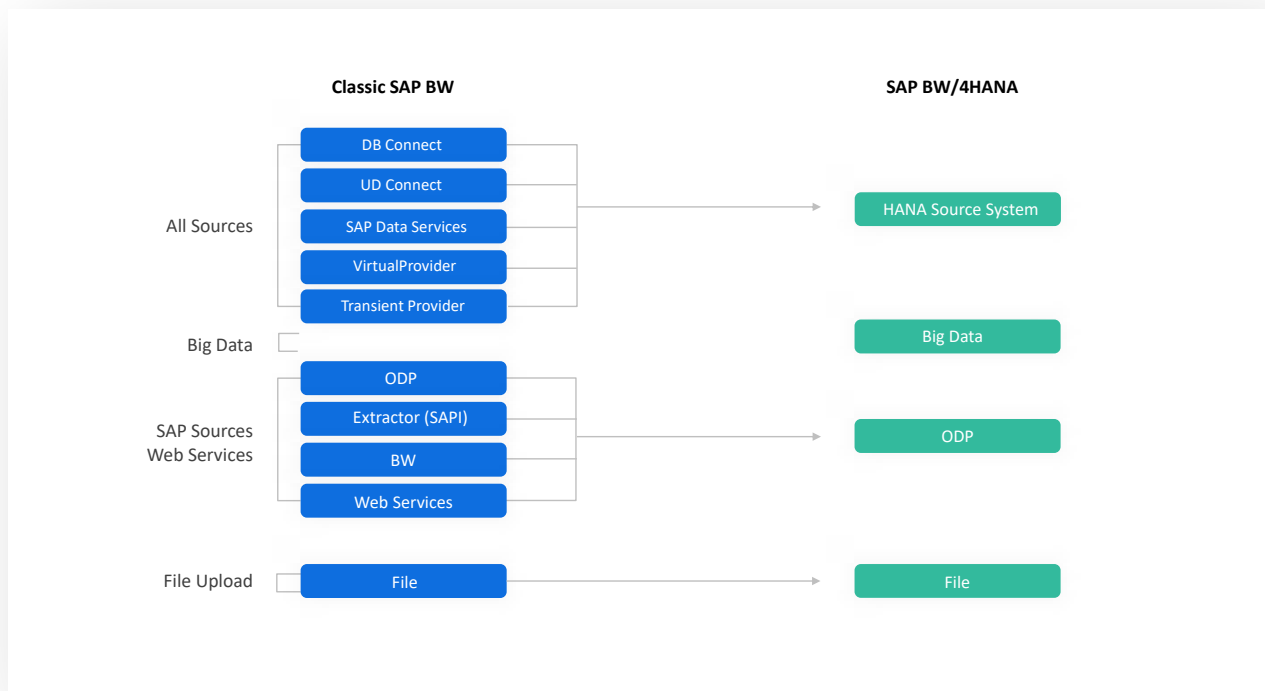 Classic SAP BW
SAP BW/4HANA
All Sources
DB Connect
UD Connect
SAP Data Services
VirtualProvider
Transient Provider
HANA Source System
Big Data
Big Data
SAP Sources
Web Services
ODP
Extractor (SAPI)
BW
Web Services
ODP
File Upload
File
File